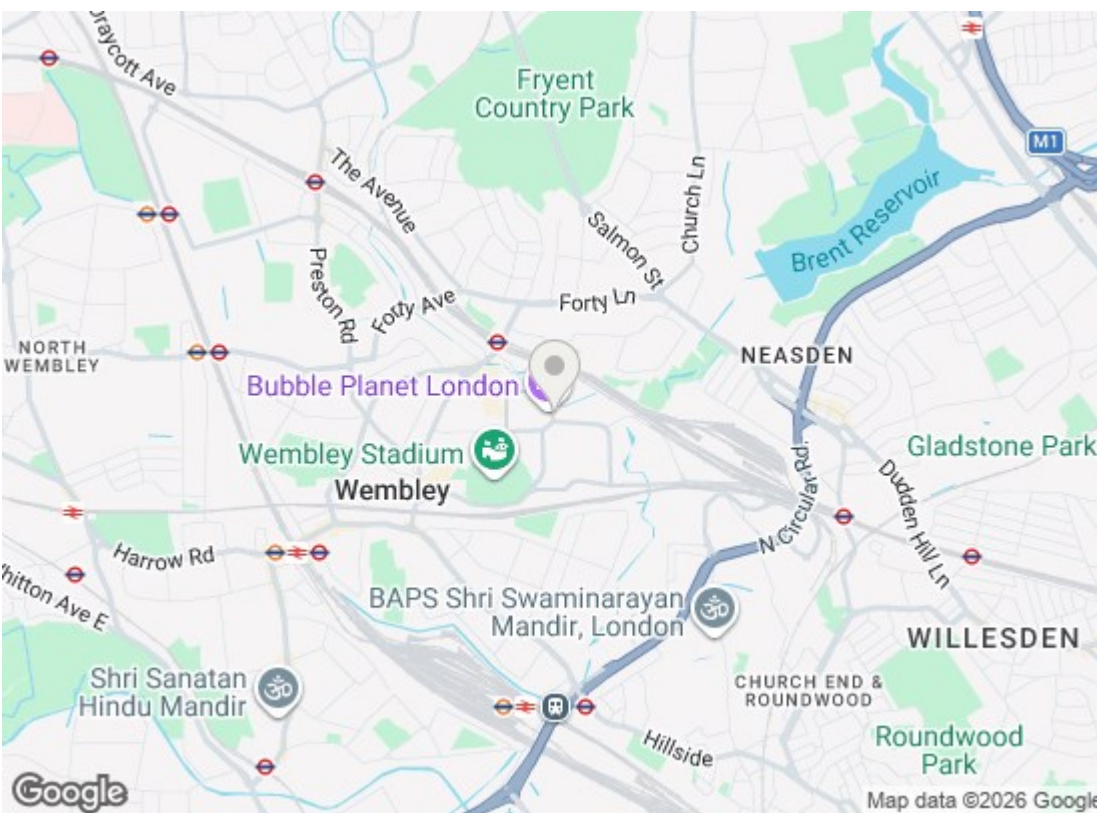 Draycott Ave
Fryent
Country Park
M1
The Avenue
Church Ln
Salmon St
Brent Reservoir
Preston Rd
Forty Ave
Forty Ln
NORTH
WEMBLEY
NEASDEN
Bubble Planet London
Wembley Stadium
Wembley
Gladstone Park
Dudden Hill Ln
N Circular Rd.
Harrow Rd
Whitton Ave E
BAPS Shri Swaminarayan
Mandir, London
WILLESDEN
Shri Sanatan
Hindu Mandir
CHURCH END &
ROUNDWOOD
Hillside
Roundwood
Park
Google
Map data ©2026 Google